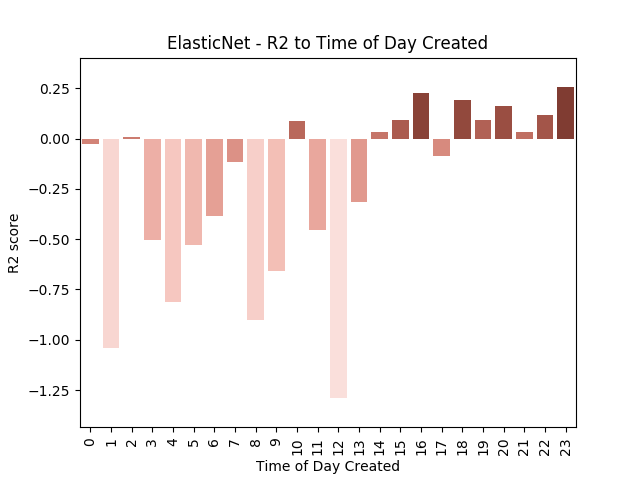 ElasticNet - R2 to Time of Day Created
R2 score
0.25
0.00
−0.25
−0.50
−0.75
−1.00
−1.25
0 1 2 3 4 5 6 7 8 9 10 11 12 13 14 15 16 17 18 19 20 21 22 23
Time of Day Created